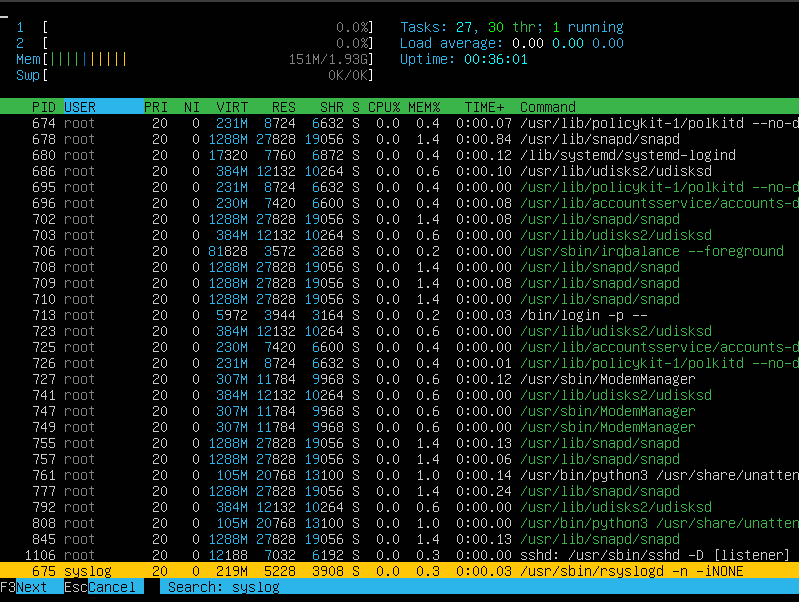 1 [ 0.0%] Tasks: 27, 30 thr; 1 running
2 [ 0.0%] Load average: 0.00 0.00 0.00
Mem[||||||||||| 151M/1.93G] Uptime: 00:36:01
Swp[ 0K/0K]
PID USER PRI NI VIRT RES SHR S CPU% MEM% TIME+ Command
674 root 20 0 231M 8724 6632 S 0.0 0.4 0:00.07 /usr/lib/policykit-1/polkitd --no-d
678 root 20 0 1288M 27828 19056 S 0.0 1.4 0:00.84 /usr/lib/snapd/snapd
680 root 20 0 17320 7760 6872 S 0.0 0.4 0:00.12 /lib/systemd/systemd-logind
686 root 20 0 384M 12132 10264 S 0.0 0.6 0:00.10 /usr/lib/udisks2/udisksd
695 root 20 0 231M 8724 6632 S 0.0 0.4 0:00.00 /usr/lib/policykit-1/polkitd --no-d
696 root 20 0 230M 7420 6600 S 0.0 0.4 0:00.08 /usr/lib/accountsservice/accounts-d
702 root 20 0 1288M 27828 19056 S 0.0 1.4 0:00.08 /usr/lib/snapd/snapd
703 root 20 0 384M 12132 10264 S 0.0 0.6 0:00.00 /usr/lib/udisks2/udisksd
706 root 20 0 81828 3572 3268 S 0.0 0.2 0:00.00 /usr/sbin/irqbalance --foreground
708 root 20 0 1288M 27828 19056 S 0.0 1.4 0:00.00 /usr/lib/snapd/snapd
709 root 20 0 1288M 27828 19056 S 0.0 1.4 0:00.08 /usr/lib/snapd/snapd
710 root 20 0 1288M 27828 19056 S 0.0 1.4 0:00.00 /usr/lib/snapd/snapd
713 root 20 0 5972 3944 3164 S 0.0 0.2 0:00.03 /bin/login -p --
723 root 20 0 384M 12132 10264 S 0.0 0.6 0:00.00 /usr/lib/udisks2/udisksd
725 root 20 0 230M 7420 6600 S 0.0 0.4 0:00.00 /usr/lib/accountsservice/accounts-d
726 root 20 0 231M 8724 6632 S 0.0 0.4 0:00.01 /usr/lib/policykit-1/polkitd --no-d
727 root 20 0 307M 11784 9968 S 0.0 0.6 0:00.12 /usr/sbin/ModemManager
741 root 20 0 384M 12132 10264 S 0.0 0.6 0:00.00 /usr/lib/udisks2/udisksd
747 root 20 0 307M 11784 9968 S 0.0 0.6 0:00.00 /usr/sbin/ModemManager
749 root 20 0 307M 11784 9968 S 0.0 0.6 0:00.00 /usr/sbin/ModemManager
755 root 20 0 1288M 27828 19056 S 0.0 1.4 0:00.13 /usr/lib/snapd/snapd
757 root 20 0 1288M 27828 19056 S 0.0 1.4 0:00.06 /usr/lib/snapd/snapd
761 root 20 0 105M 20768 13100 S 0.0 1.0 0:00.14 /usr/bin/python3 /usr/share/unatten
777 root 20 0 1288M 27828 19056 S 0.0 1.4 0:00.24 /usr/lib/snapd/snapd
792 root 20 0 384M 12132 10264 S 0.0 0.6 0:00.00 /usr/lib/udisks2/udisksd
808 root 20 0 105M 20768 13100 S 0.0 1.0 0:00.00 /usr/bin/python3 /usr/share/unatten
845 root 20 0 1288M 27828 19056 S 0.0 1.4 0:00.13 /usr/lib/snapd/snapd
1106 root 20 0 12188 7032 6192 S 0.0 0.3 0:00.00 sshd: /usr/sbin/sshd -D [listener]
675 syslog 20 0 219M 5228 3908 S 0.0 0.3 0:00.03 /usr/sbin/rsyslogd -n -iNONE
F3Next EscCancel Search: syslog